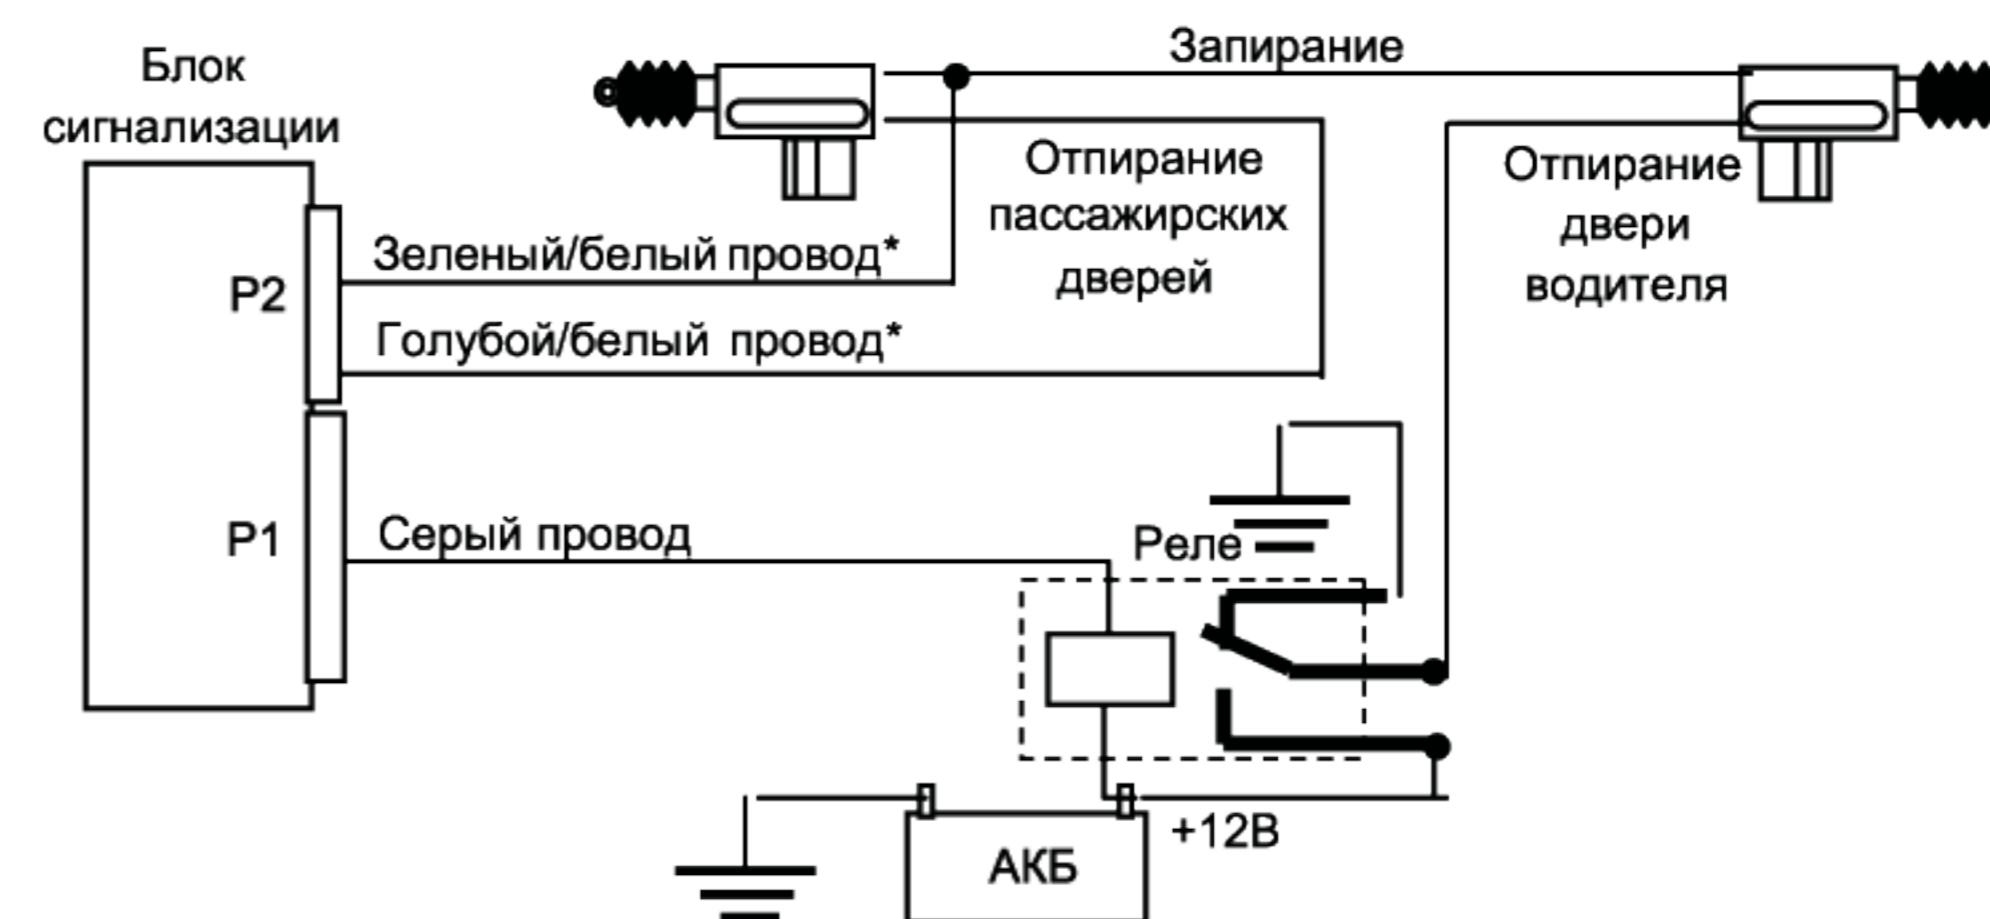 Блок
сигнализации
Запирание
Отпирание
пассажирских
дверей
Отпирание
двери
водителя
P2
Зеленый/белый провод*
Голубой/белый провод*
P1
Серый провод
Реле
+12В
АКБ